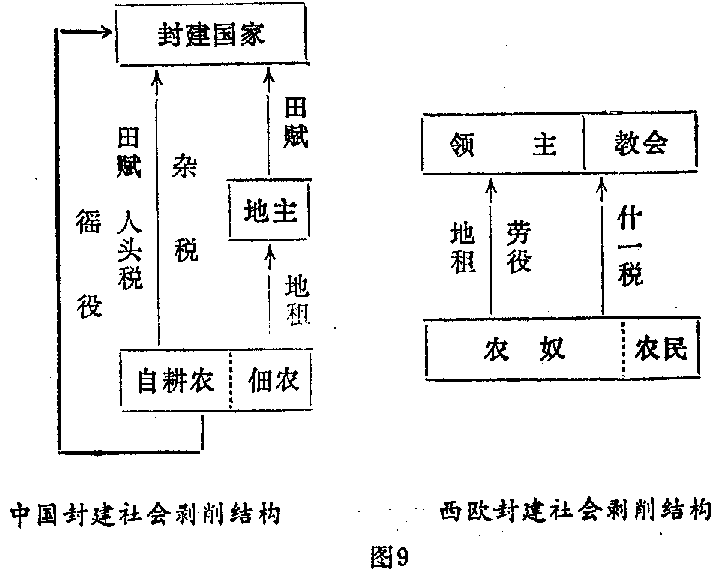 封建国家
田赋 人头税
杂税
徭役
田赋
地主
地租
自耕农 佃农
中国封建社会剥削结构
领主 教会
地租
劳役
什一税
农奴 农民
西欧封建社会剥削结构
图9